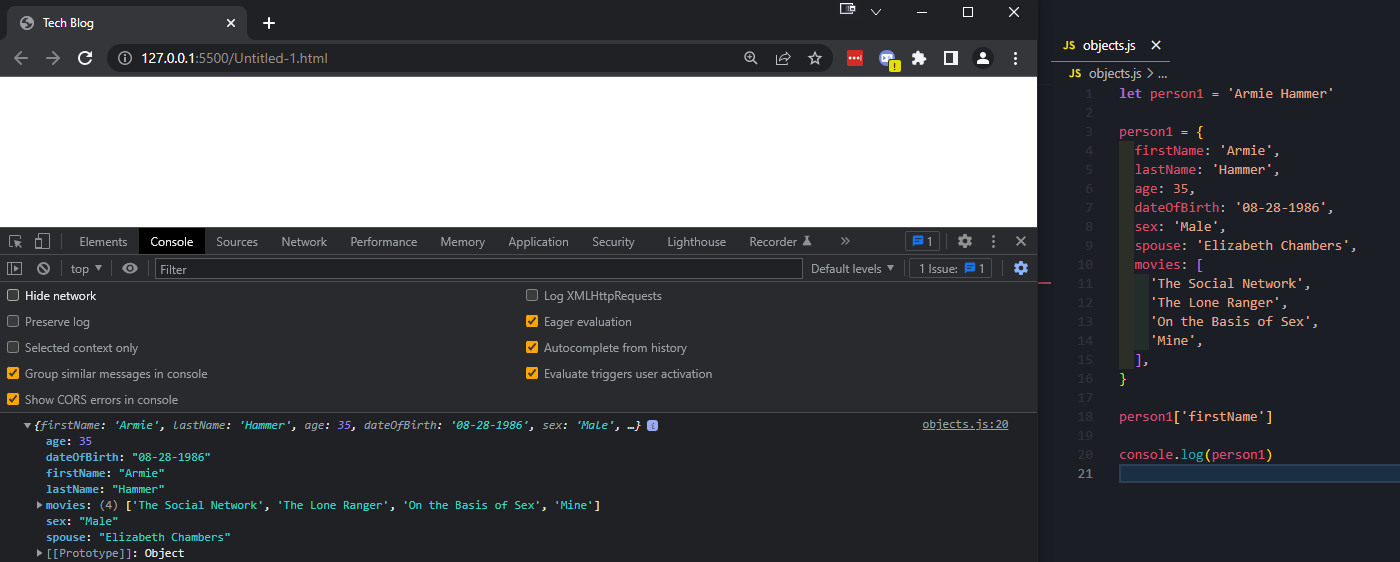 Tech Blog
127.0.0.1:5500/Untitled-1.html
Elements Console Sources Network Performance Memory Application Security Lighthouse Recorder » 1
top Filter Default levels 1 Issue: 1
Hide network Log XMLHttpRequests
Preserve log Eager evaluation
Selected context only Autocomplete from history
Group similar messages in console Evaluate triggers user activation
Show CORS errors in console
{firstName: 'Armie', lastName: 'Hammer', age: 35, dateOfBirth: '08-28-1986', sex: 'Male', …} i objects.js:20
age: 35
dateOfBirth: "08-28-1986"
firstName: "Armie"
lastName: "Hammer"
movies: (4) ['The Social Network', 'The Lone Ranger', 'On the Basis of Sex', 'Mine']
sex: "Male"
spouse: "Elizabeth Chambers"
[[Prototype]]: Object
JS objects.js
JS objects.js > ...
1 let person1 = 'Armie Hammer'
2
3 person1 = {
4 firstName: 'Armie',
5 lastName: 'Hammer',
6 age: 35,
7 dateOfBirth: '08-28-1986',
8 sex: 'Male',
9 spouse: 'Elizabeth Chambers',
10 movies: [
11 'The Social Network',
12 'The Lone Ranger',
13 'On the Basis of Sex',
14 'Mine',
15 ],
16 }
17
18 person1['firstName']
19
20 console.log(person1)
21